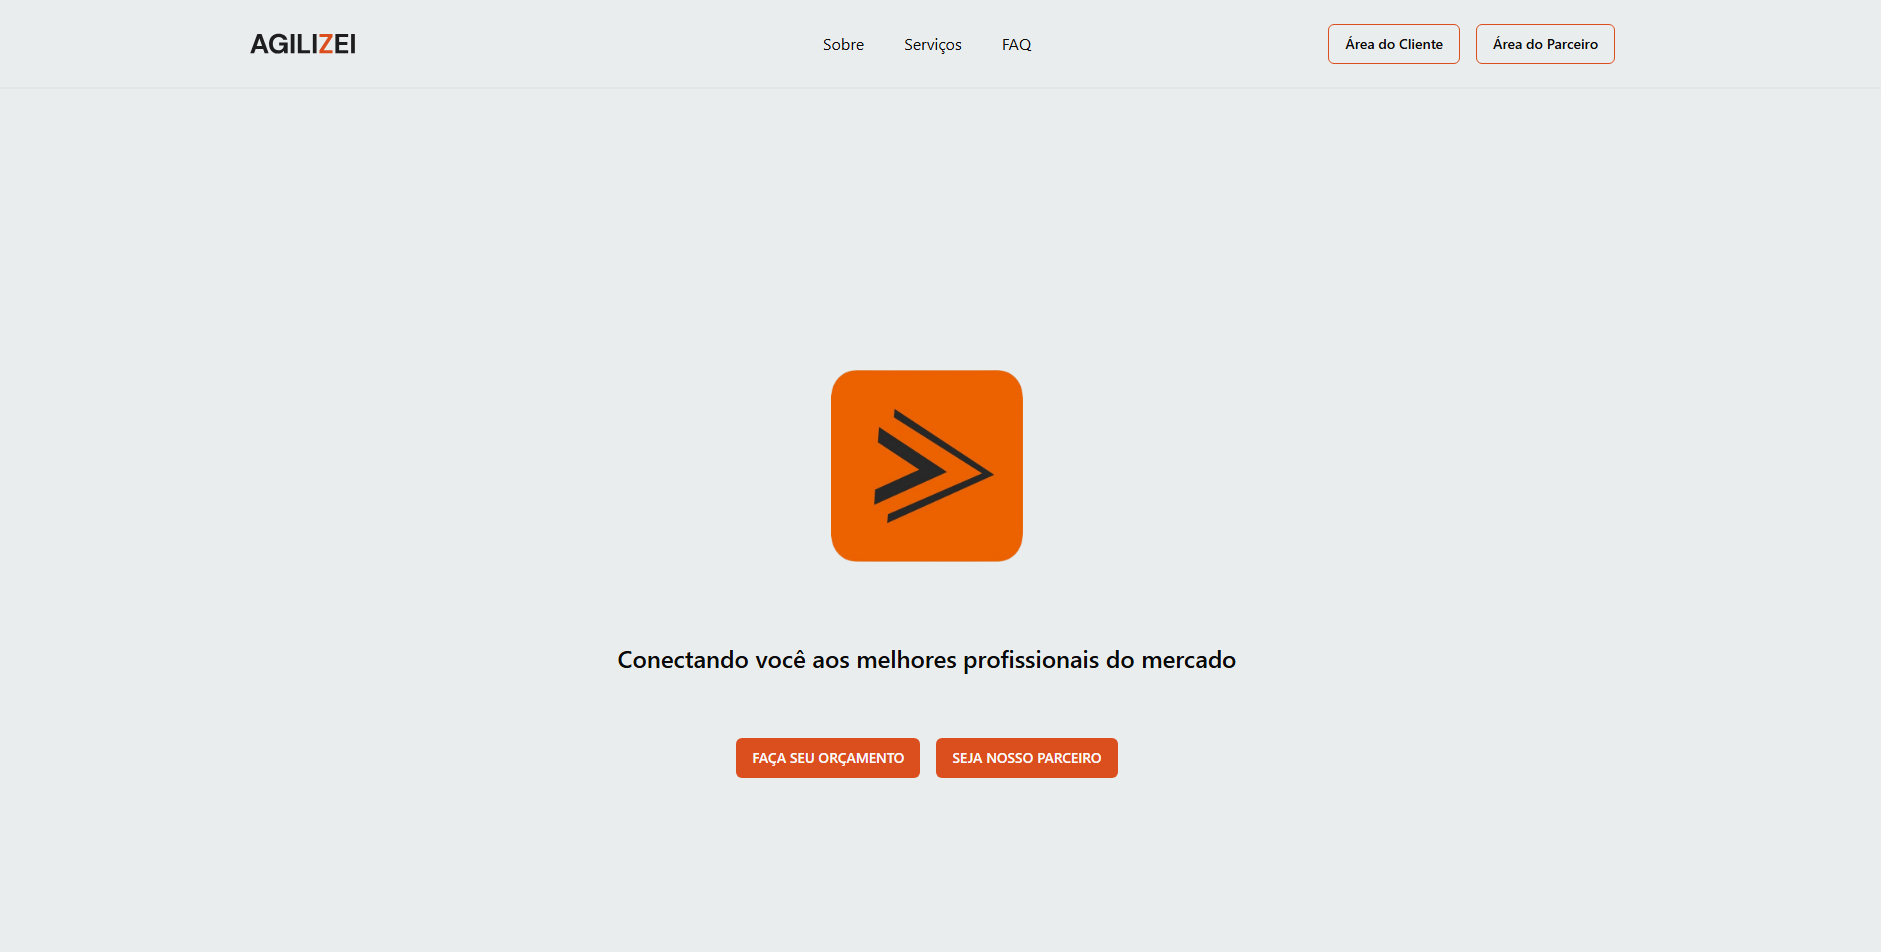 AGILIZEI
Sobre Serviços FAQ
Área do Cliente Área do Parceiro
Conectando você aos melhores profissionais do mercado
FAÇA SEU ORÇAMENTO SEJA NOSSO PARCEIRO